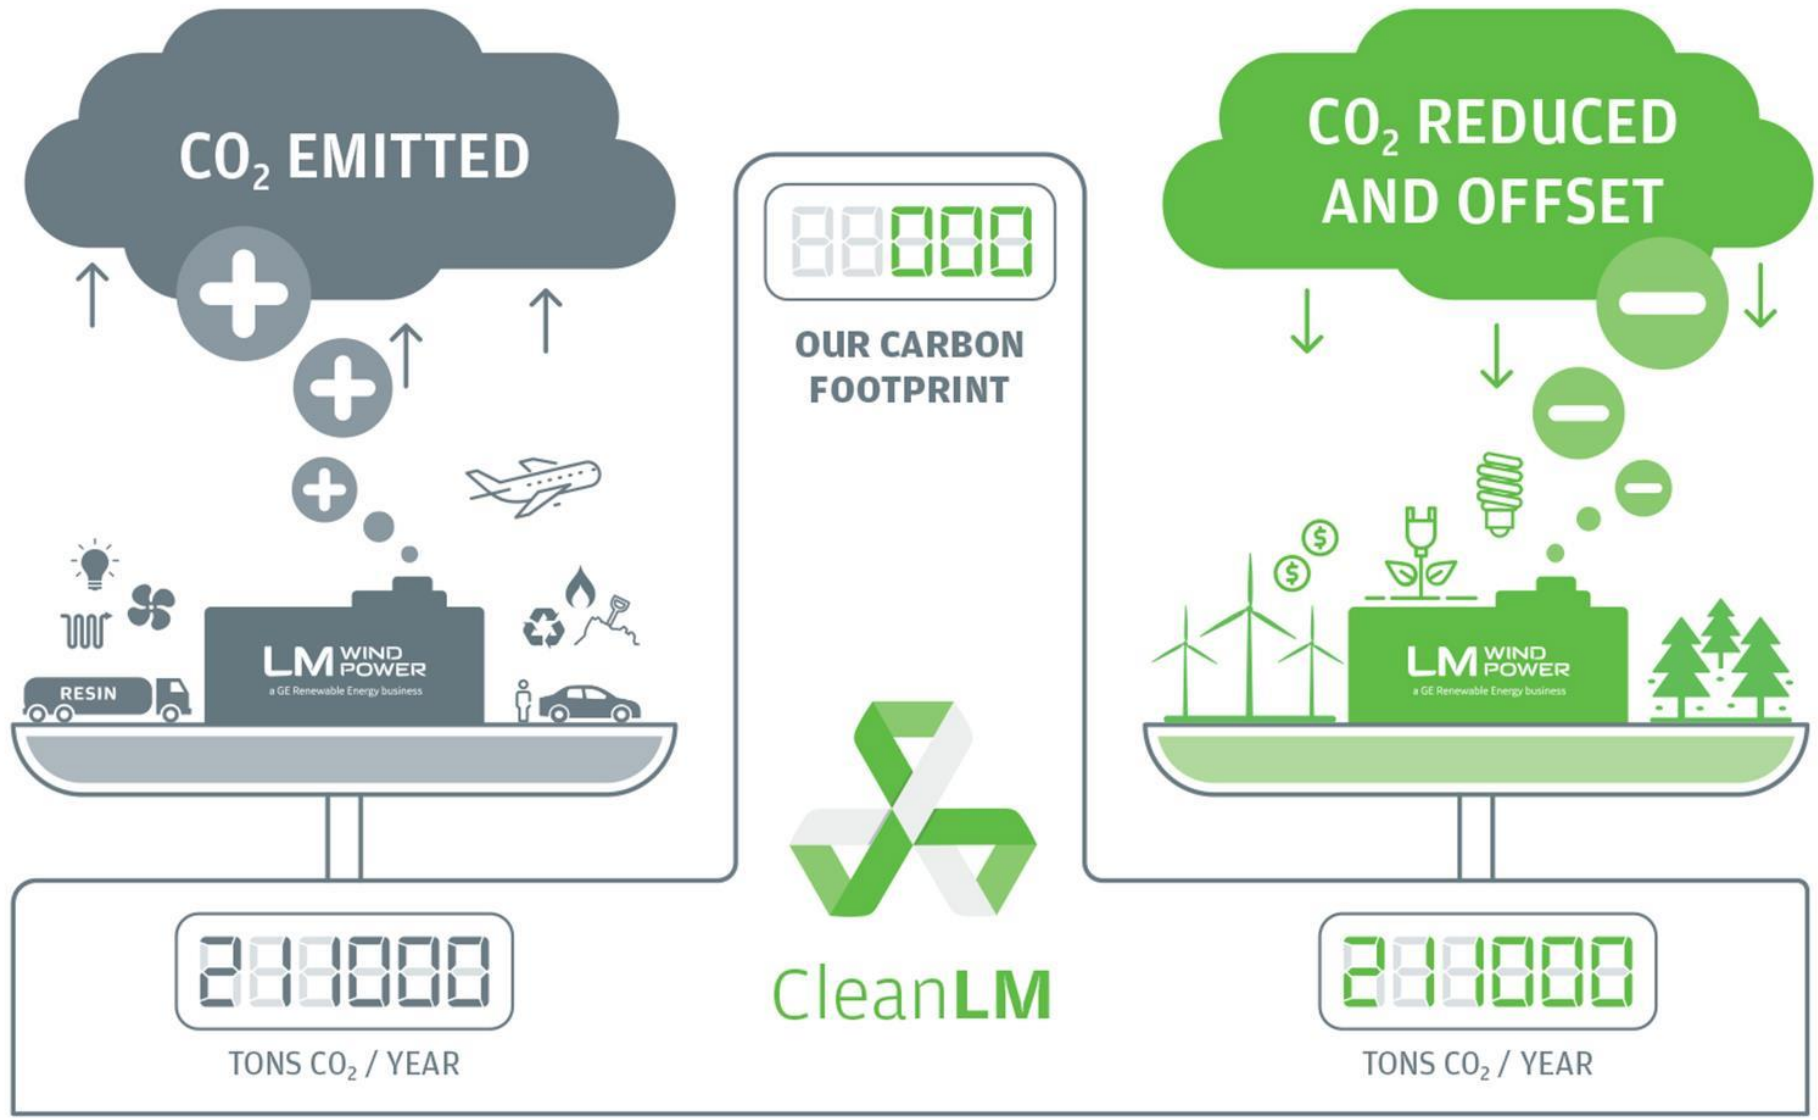 CO₂ EMITTED
RESIN
LM WIND POWER
a GE Renewable Energy business
211000
TONS CO₂ / YEAR
000
OUR CARBON
FOOTPRINT
CleanLM
CO₂ REDUCED
AND OFFSET
$
$
LM WIND POWER
a GE Renewable Energy business
211000
TONS CO₂ / YEAR